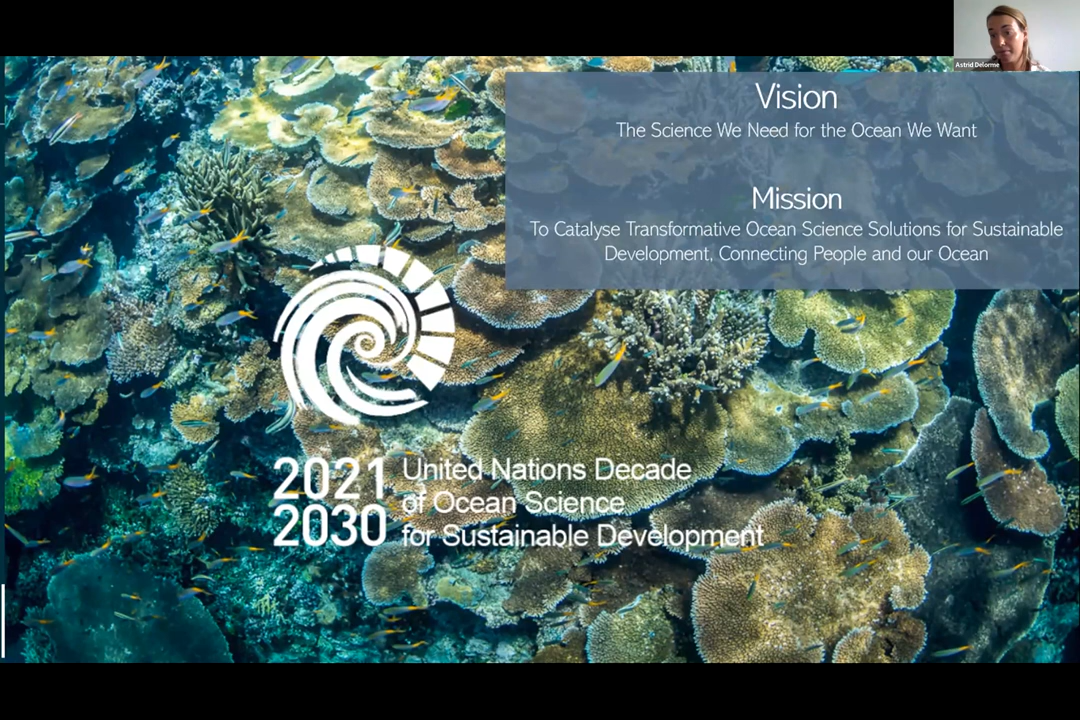 Astrid Delorme
Vision
The Science We Need for the Ocean We Want
Mission
To Catalyse Transformative Ocean Science Solutions for Sustainable
Development, Connecting People and our Ocean
2021
2030
United Nations Decade
of Ocean Science
for Sustainable Development